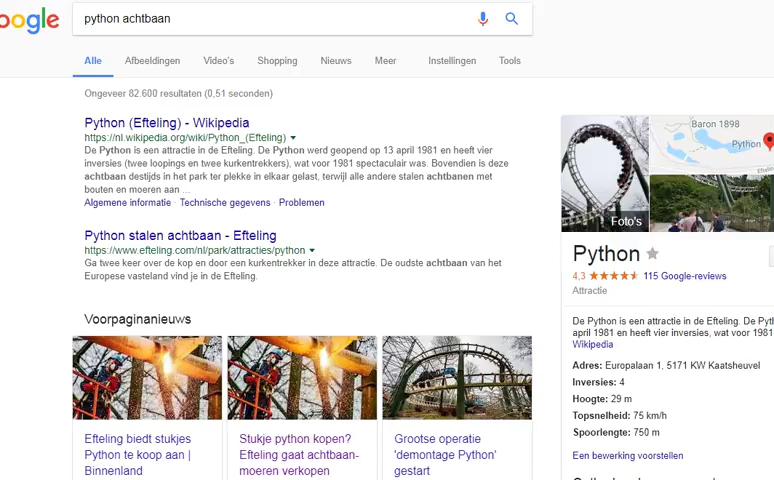 oogle
python achtbaan
Alle Afbeeldingen Video's Shopping Nieuws Meer Instellingen Tools
Ongeveer 82.600 resultaten (0,51 seconden)
Python (Efteling) - Wikipedia
https://nl.wikipedia.org/wiki/Python_(Efteling)
De Python is een attractie in de Efteling. De Python werd geopend op 13 april 1981 en heeft vier
inversies (twee loopings en twee kurkentrekkers), wat voor 1981 spectaculair was. Bovendien is deze
achtbaan destijds in het park ter plekke in elkaar gelast, terwijl alle andere stalen achtbanen met
bouten en moeren aan ...
Algemene informatie · Technische gegevens · Problemen
Python stalen achtbaan - Efteling
https://www.efteling.com/nl/park/attracties/python
Ga twee keer over de kop en door een kurkentrekker in deze attractie. De oudste achtbaan van het
Europese vasteland vind je in de Efteling.
Voorpaginanieuws
Efteling biedt stukjes
Python te koop aan |
Binnenland
Stukje python kopen?
Efteling gaat achtbaan-
moeren verkopen
Grootse operatie
'demontage Python'
gestart
Foto's
Baron 1898
Python
Efte
Python
4,3 115 Google-reviews
Attractie
De Python is een attractie in de Efteling. De Pyt
april 1981 en heeft vier inversies, wat voor 1981
Wikipedia
Adres: Europalaan 1, 5171 KW Kaatsheuvel
Inversies: 4
Hoogte: 29 m
Topsnelheid: 75 km/h
Spoorlengte: 750 m
Een bewerking voorstellen